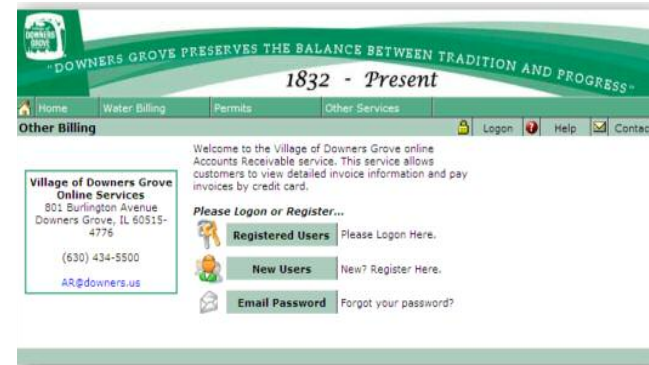 DOWNERS
GROVE
"DOWNERS GROVE PRESERVES THE BALANCE BETWEEN TRADITION AND PROGRESS"
1832 - Present
Home Water Billing Permits Other Services
Other Billing Logon Help Contac
Welcome to the Village of Downers Grove online
Accounts Receivable service. This service allows
customers to view detailed invoice information and pay
invoices by credit card.
Village of Downers Grove
Online Services
801 Burlington Avenue
Downers Grove, IL 60515-
4776
(630) 434-5500
AR@downers.us
Please Logon or Register...
Registered Users Please Logon Here.
New Users New? Register Here.
Email Password Forgot your password?